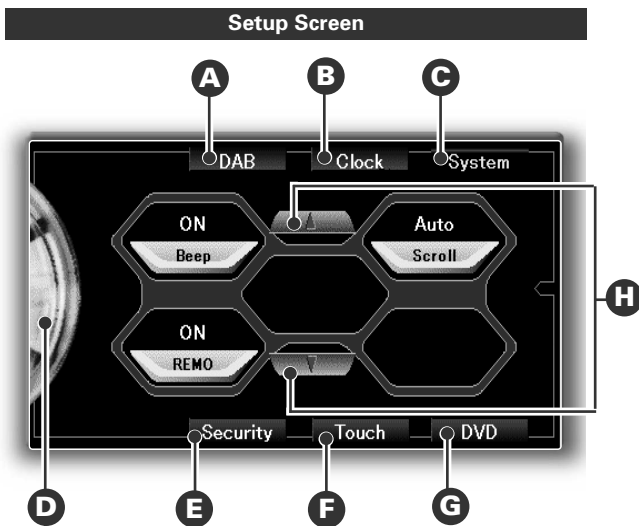 Setup Screen
A B C
DAB Clock System
ON Auto
Beep Scroll
H
ON
REMO
Security Touch DVD
D E F G